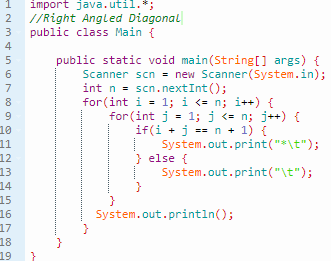 1 import java.util.*;
2 //Right Angled Diagonal
3 public class Main {
4
5     public static void main(String[] args) {
6         Scanner scn = new Scanner(System.in);
7         int n = scn.nextInt();
8         for(int i = 1; i <= n; i++) {
9             for(int j = 1; j <= n; j++) {
10                 if(i + j == n + 1) {
11                     System.out.print("*\t");
12                 } else {
13                     System.out.print("\t");
14                 }
15             }
16           System.out.println();
17         }
18     }
19 }